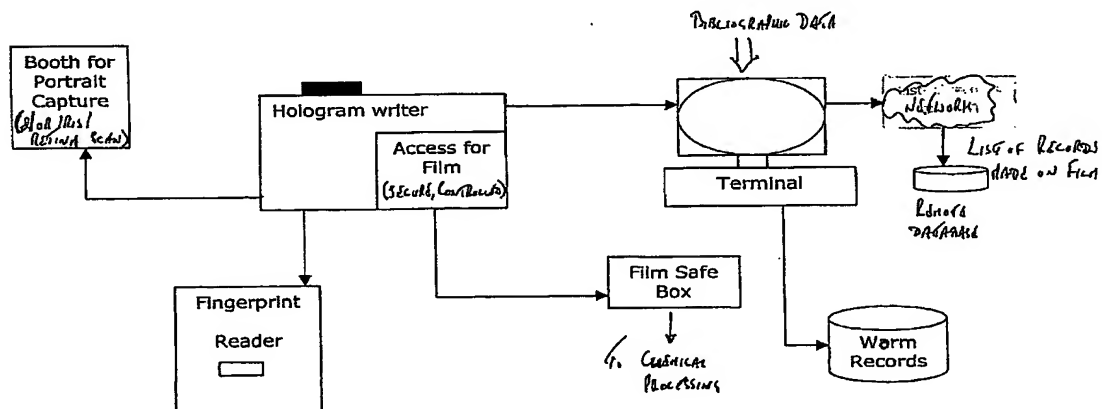 BIBLIOGRAPHIC DATA
Booth for
Portrait
Capture
(&/OR IRIS/
RETINA SCAN)
Hologram writer
Access for
Film
(SECURE, CONTROLLED)
NETWORK
LIST OF RECORDS
MADE ON FILM
Terminal
REMOTE
DATABASE
Fingerprint
Reader
Film Safe
Box
TO CHEMICAL
PROCESSING
Warm
Records